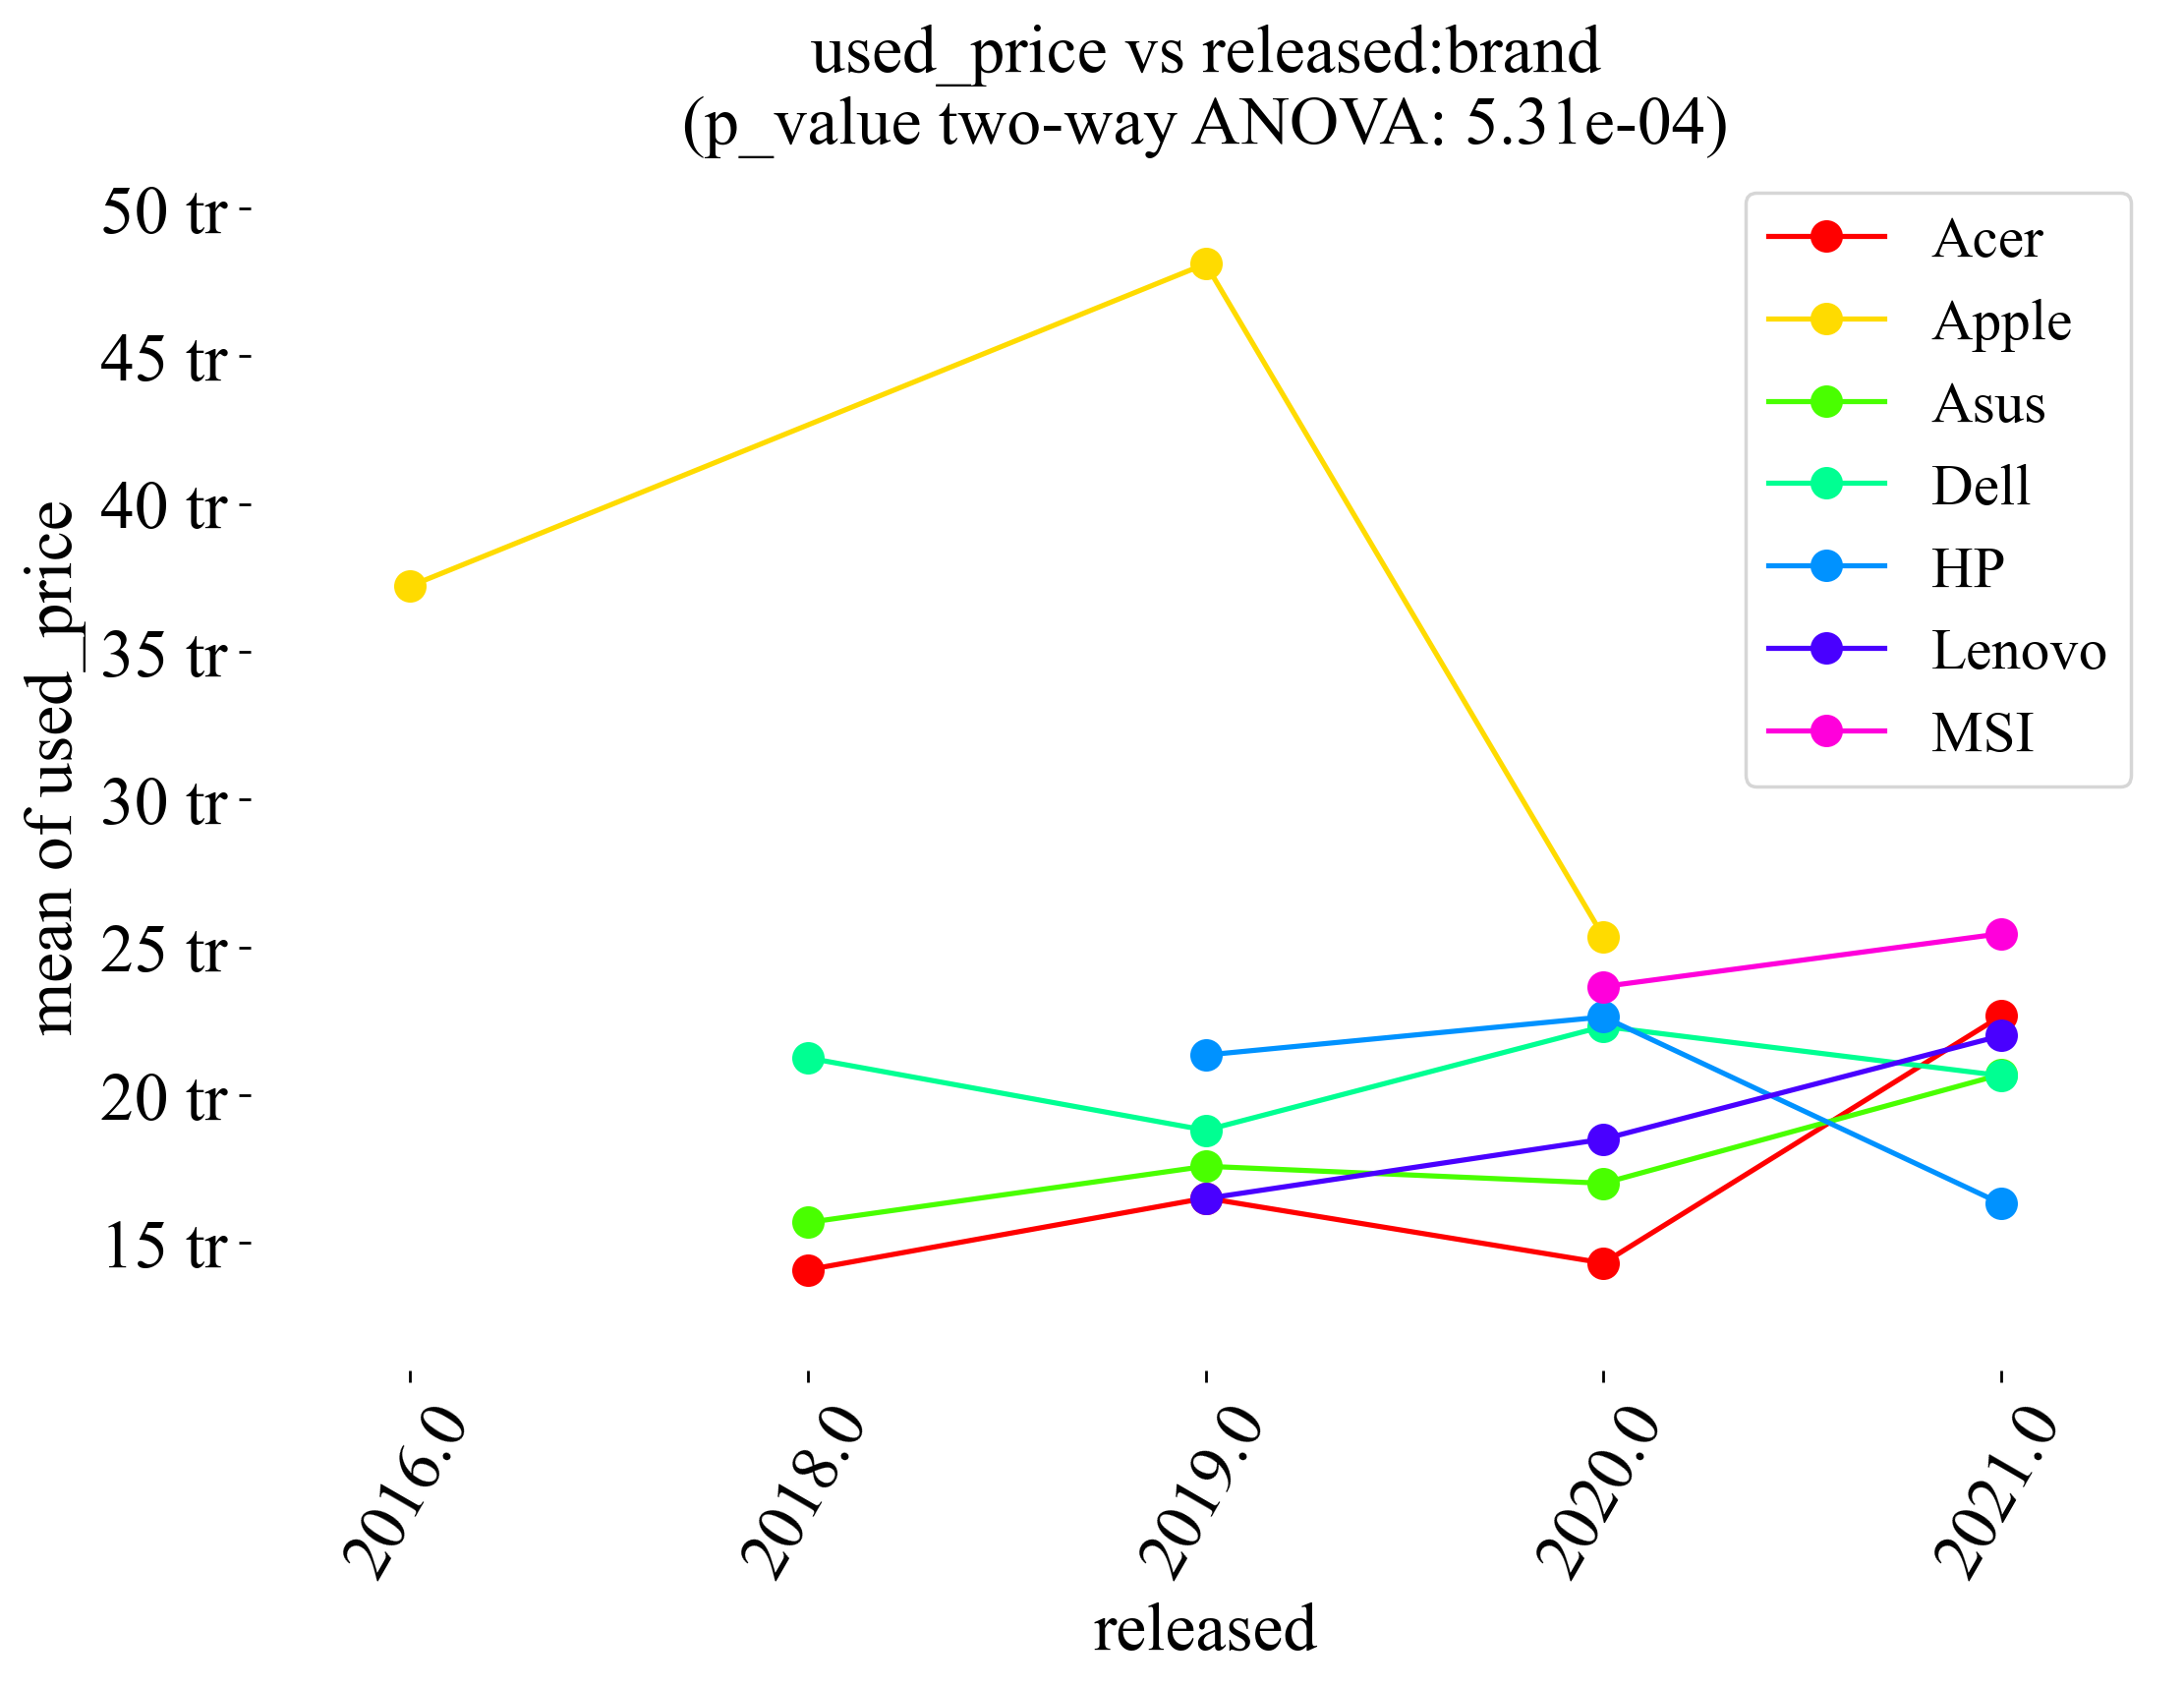 used_price vs released:brand
(p_value two-way ANOVA: 5.31e-04)
50 tr
45 tr
40 tr
35 tr
30 tr
25 tr
20 tr
15 tr
mean of used_price
Acer
Apple
Asus
Dell
HP
Lenovo
MSI
2016.0
2018.0
2019.0
2020.0
2021.0
released